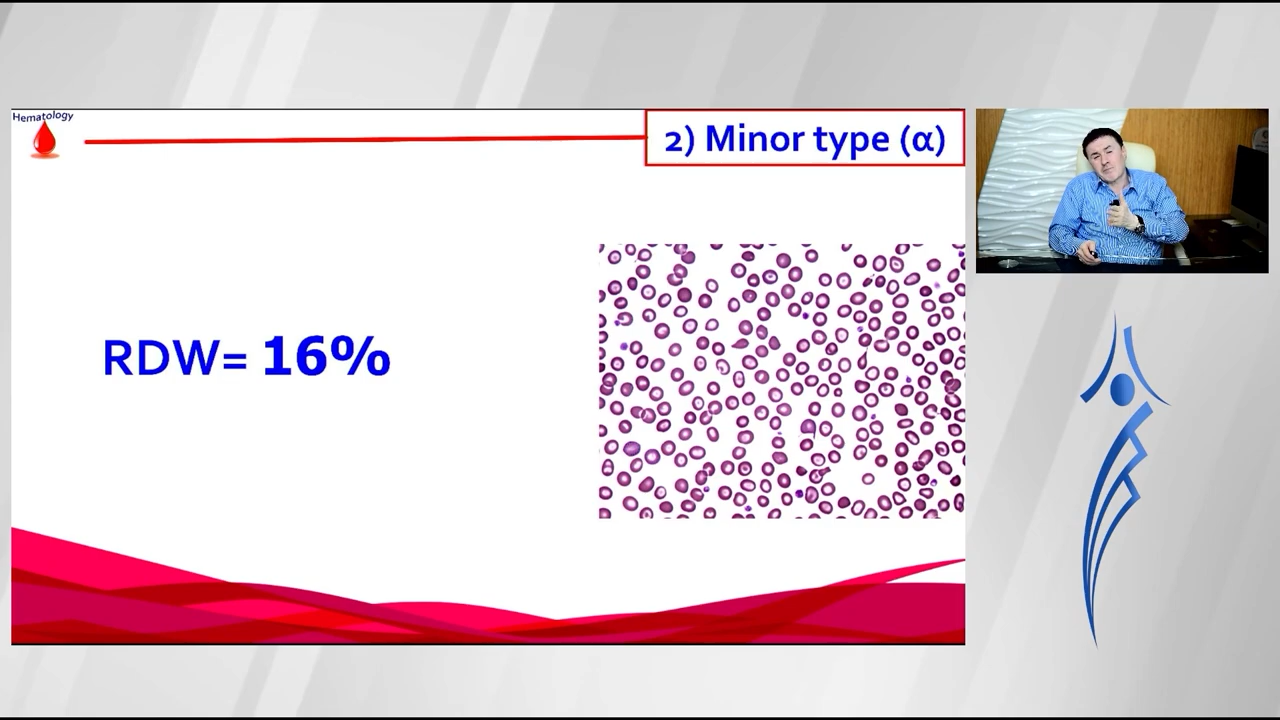 Hematology
2) Minor type (α)
RDW= 16%